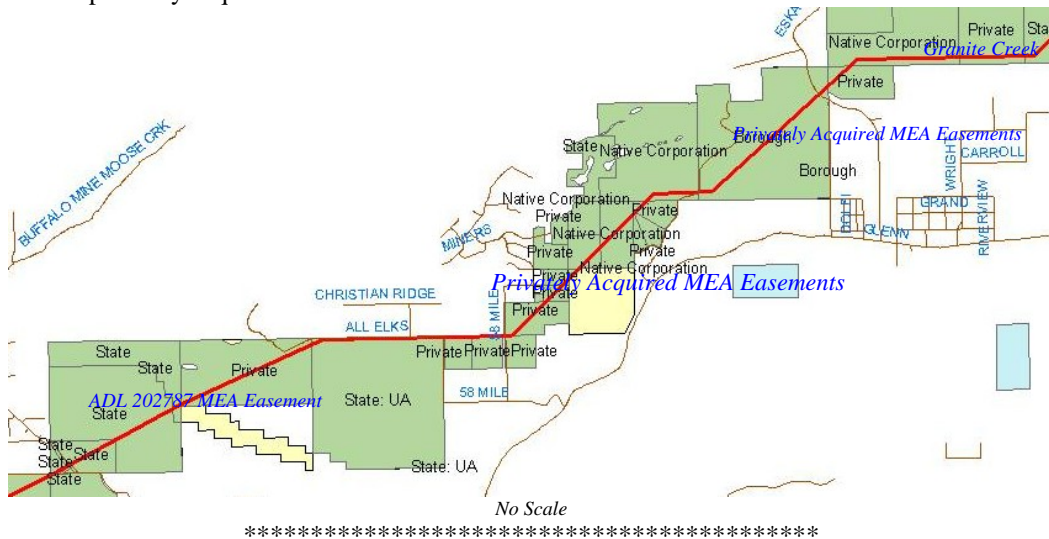 ESKA
Native Corporation
Private
Sta
Granite Creek
Private
BUFFALO MINE MOOSE CRK
State
Native Corporation
Privately Acquired MEA Easements
Borough
Borough
WRIGHT
CARROLL
Native Corporation
Private
Private
DOLFI
GRAND
RIVERVIEW
GLENN
MINERS
Native Corporation
Private
Private
Native Corporation
Private
Privately Acquired MEA Easements
Private
CHRISTIAN RIDGE
58 MILE
Private
ALL ELKS
State
State
Private
Private
Private
Private
ADL 202787 MEA Easement
State
State: UA
58 MILE
State
State
State
State
State: UA
No Scale
*******************************************